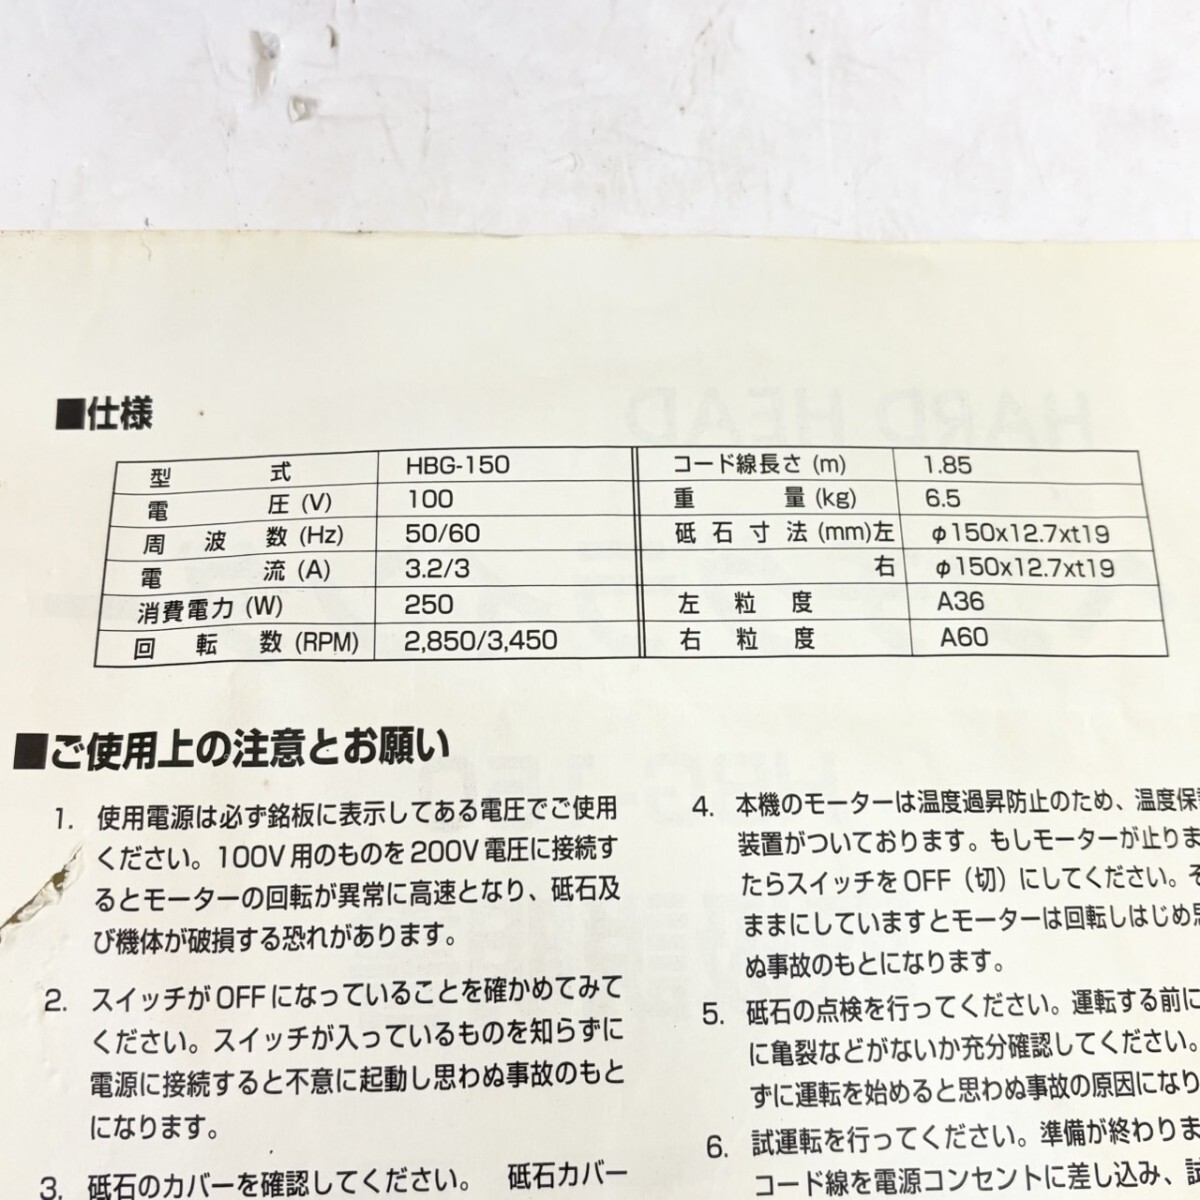 ■仕様
型式 HBG-150 コード線長さ (m) 1.85
電圧 (V) 100 重量 (kg) 6.5
周波数 (Hz) 50/60 砥石寸法 (mm)左 φ150x12.7xt19
電流 (A) 3.2/3 右 φ150x12.7xt19
消費電力 (W) 250 左粒度 A36
回転数 (RPM) 2,850/3,450 右粒度 A60
■ご使用上の注意とお願い
1. 使用電源は必ず銘板に表示してある電圧でご使用
ください。100V用のものを200V電圧に接続す
るとモーターの回転が異常に高速となり、砥石及
び機体が破損する恐れがあります。
2. スイッチがOFFになっていることを確かめてみて
ください。スイッチが入っているものを知らずに
電源に接続すると不意に起動し思わぬ事故のもと
になります。
3. 砥石のカバーを確認してください。 砥石カバー
4. 本機のモーターは温度過昇防止のため、温度保護
装置がついております。もしモーターが止りま
たらスイッチをOFF（切）にしてください。そ
ままにしていますとモーターは回転しはじめ思
ぬ事故のもとになります。
5. 砥石の点検を行ってください。運転する前に
に亀裂などがないか充分確認してください。
ずに運転を始めると思わぬ事故の原因になり
6. 試運転を行ってください。準備が終わりま
コード線を電源コンセントに差し込み、試